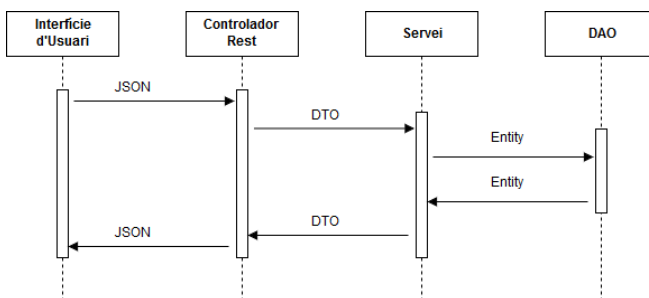 Interfície
d'Usuari
Controlador
Rest
Servei
DAO
JSON
DTO
Entity
Entity
DTO
JSON